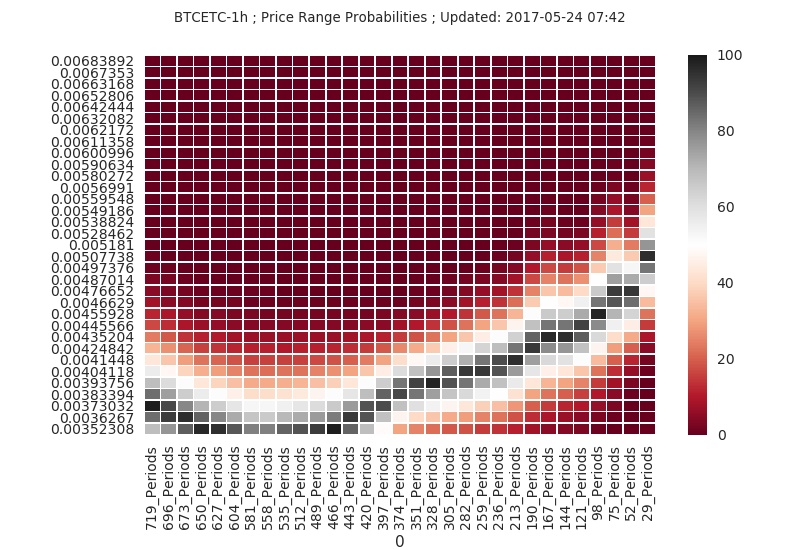 BTCETC-1h ; Price Range Probabilities ; Updated: 2017-05-24 07:42
0.00683892
0.0067353
0.00663168
0.00652806
0.00642444
0.00632082
0.0062172
0.00611358
0.00600996
0.00590634
0.00580272
0.0056991
0.00559548
0.00549186
0.00538824
0.00528462
0.005181
0.00507738
0.00497376
0.00487014
0.00476652
0.0046629
0.00455928
0.00445566
0.00435204
0.00424842
0.0041448
0.00404118
0.00393756
0.00383394
0.00373032
0.0036267
0.00352308
100
80
60
40
20
0
719_Periods
696_Periods
673_Periods
650_Periods
627_Periods
604_Periods
581_Periods
558_Periods
535_Periods
512_Periods
489_Periods
466_Periods
443_Periods
420_Periods
397_Periods
374_Periods
351_Periods
328_Periods
305_Periods
282_Periods
259_Periods
236_Periods
213_Periods
190_Periods
167_Periods
144_Periods
121_Periods
98_Periods
75_Periods
52_Periods
29_Periods
0